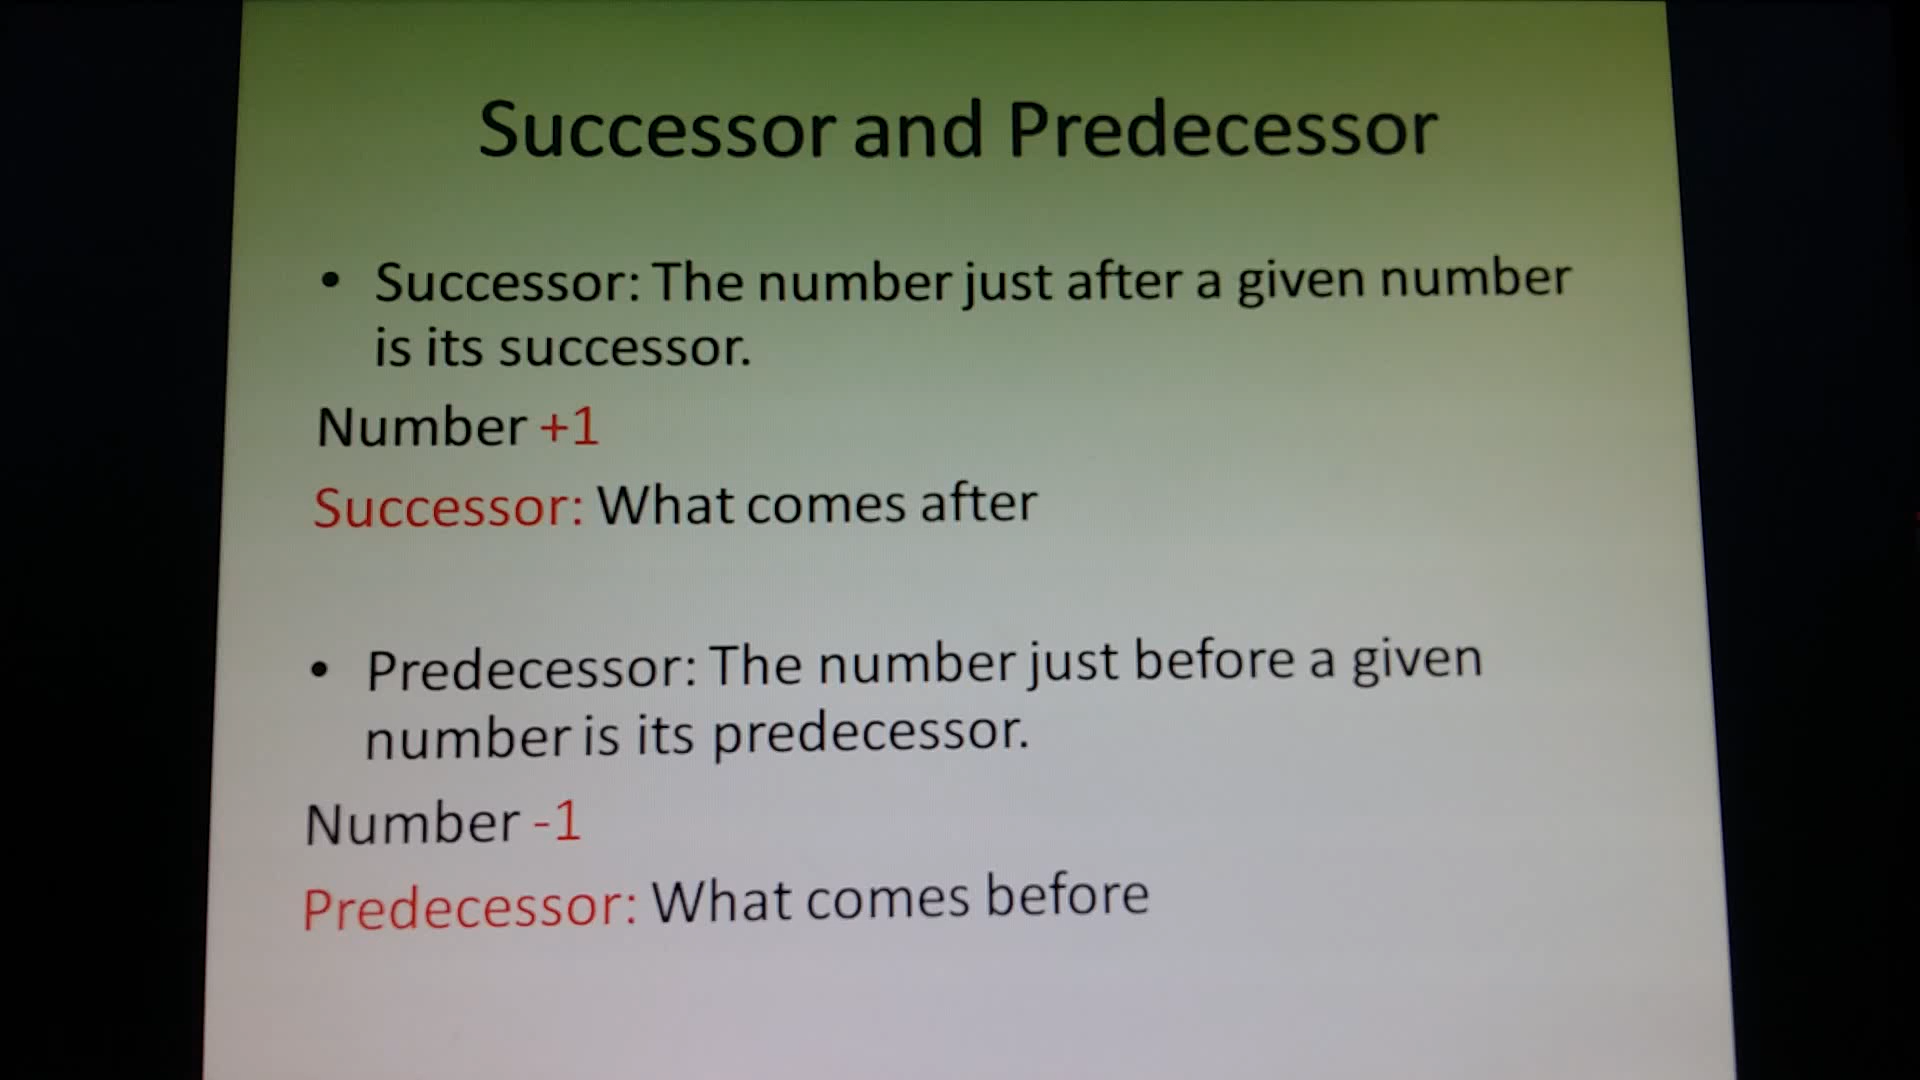 Successor and Predecessor
• Successor: The number just after a given number
is its successor.
Number +1
Successor: What comes after
• Predecessor: The number just before a given
number is its predecessor.
Number -1
Predecessor: What comes before